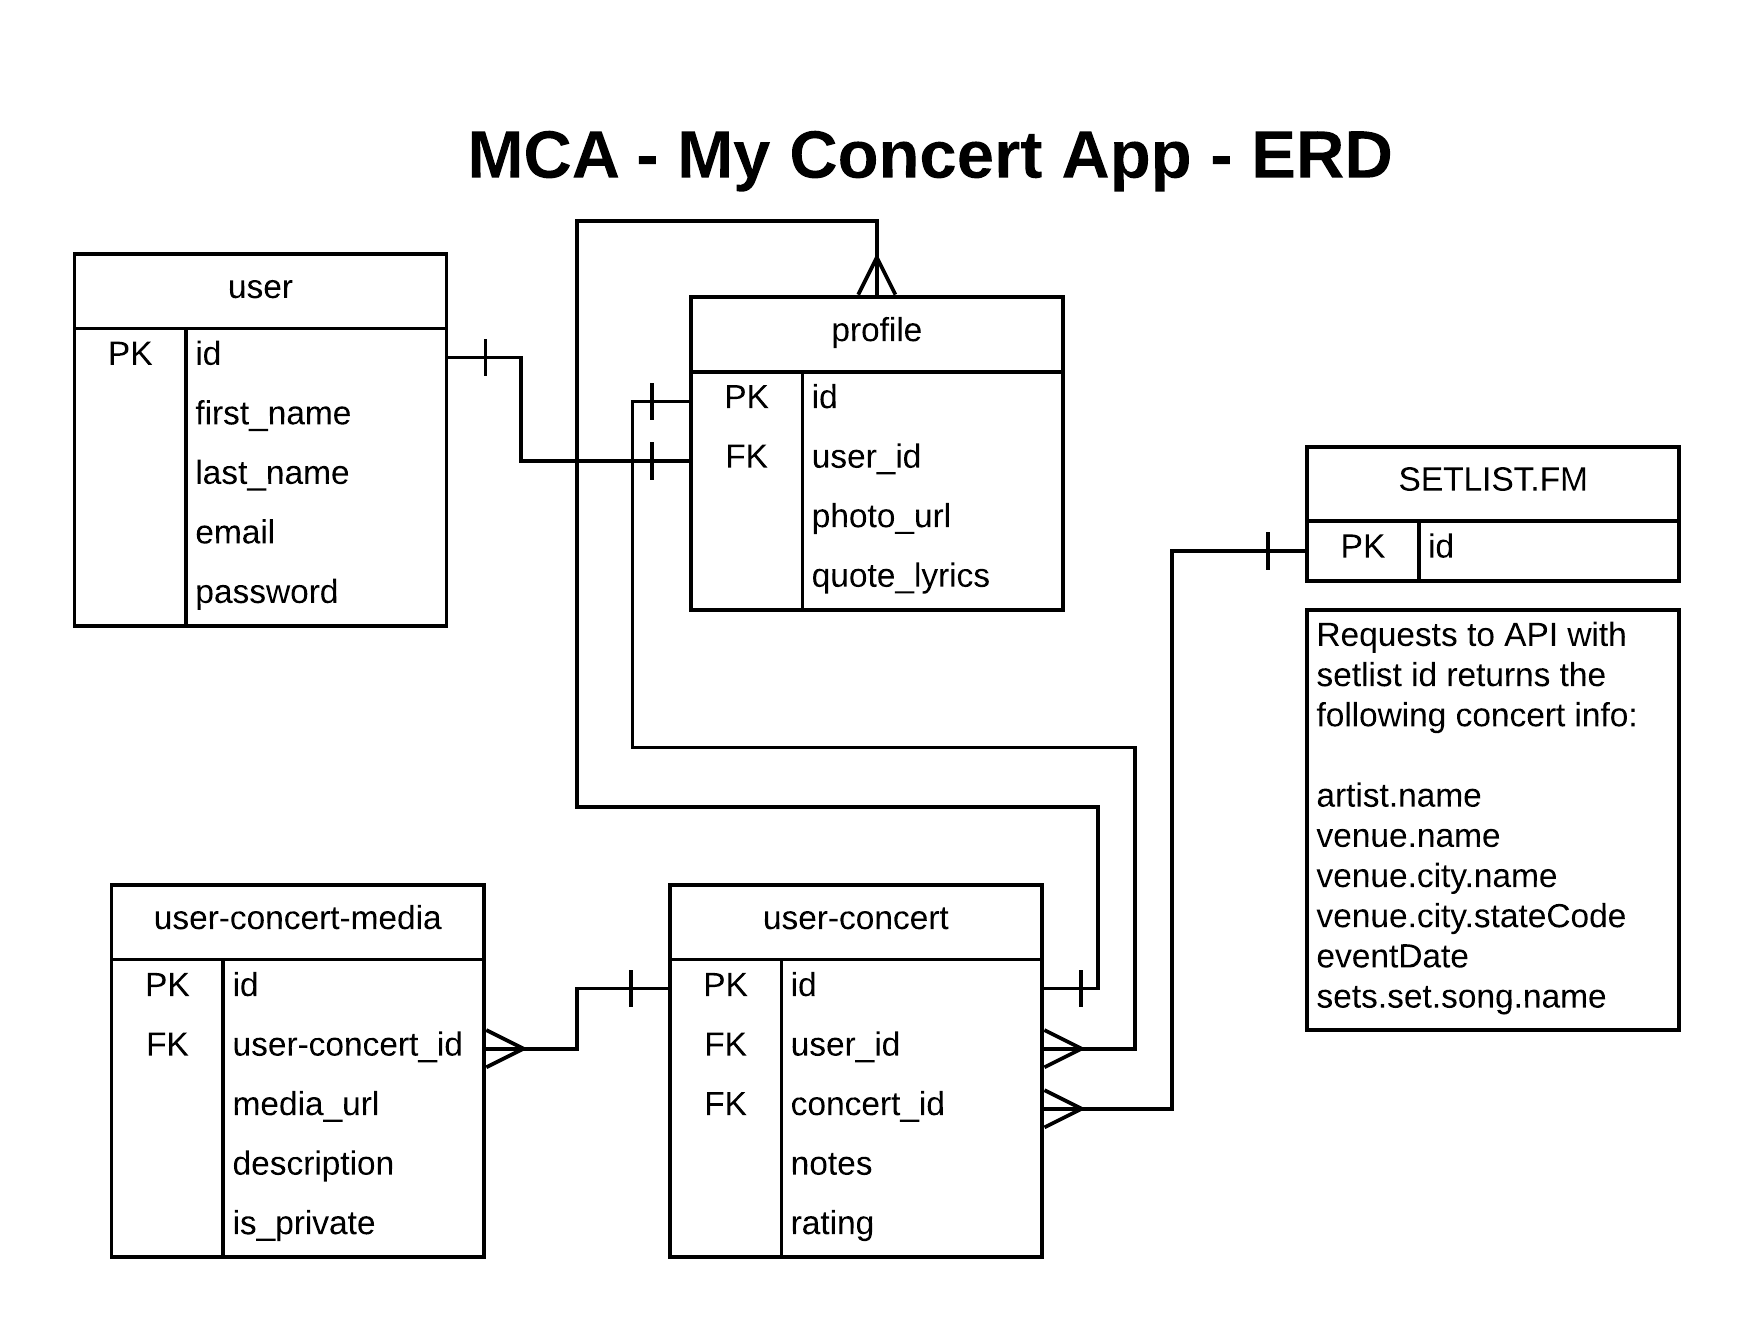 MCA - My Concert App - ERD
user
PK id
first_name
last_name
email
password
profile
PK id
FK user_id
photo_url
quote_lyrics
SETLIST.FM
PK id
Requests to API with
setlist id returns the
following concert info:
artist.name
venue.name
venue.city.name
venue.city.stateCode
eventDate
sets.set.song.name
user-concert-media
PK id
FK user-concert_id
media_url
description
is_private
user-concert
PK id
FK user_id
FK concert_id
notes
rating